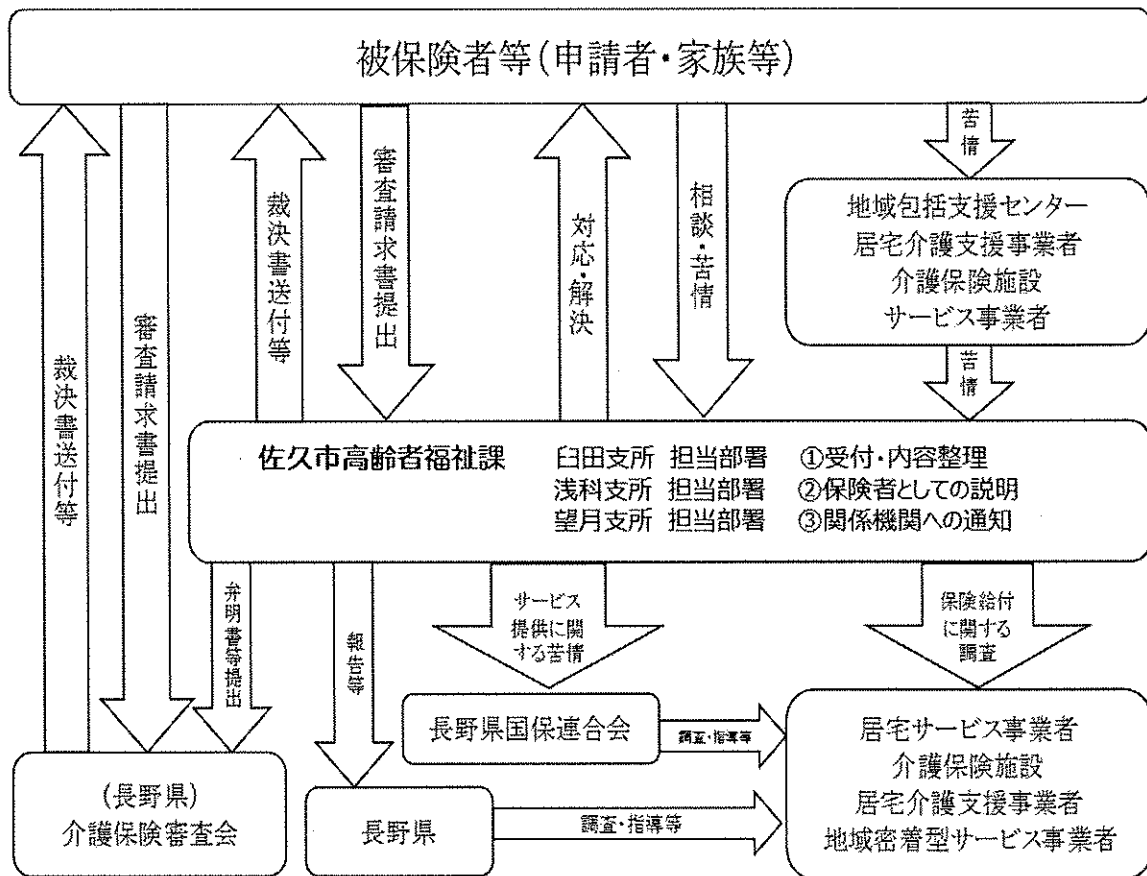 被保険者等(申請者・家族等)
裁決書送付等
審査請求書提出
裁決書送付等
審査請求書提出
対応・解決
相談・苦情
苦情
地域包括支援センター
居宅介護支援事業者
介護保険施設
サービス事業者
苦情
佐久市高齢者福祉課 臼田支所 担当部署 ①受付・内容整理
浅科支所 担当部署 ②保険者としての説明
望月支所 担当部署 ③関係機関への通知
弁明書等提出
報告等
サービス
提供に関
する苦情
保険給付
に関する
調査
長野県国保連合会
調査・指導等
居宅サービス事業者
介護保険施設
居宅介護支援事業者
地域密着型サービス事業者
(長野県)
介護保険審査会
長野県
調査・指導等